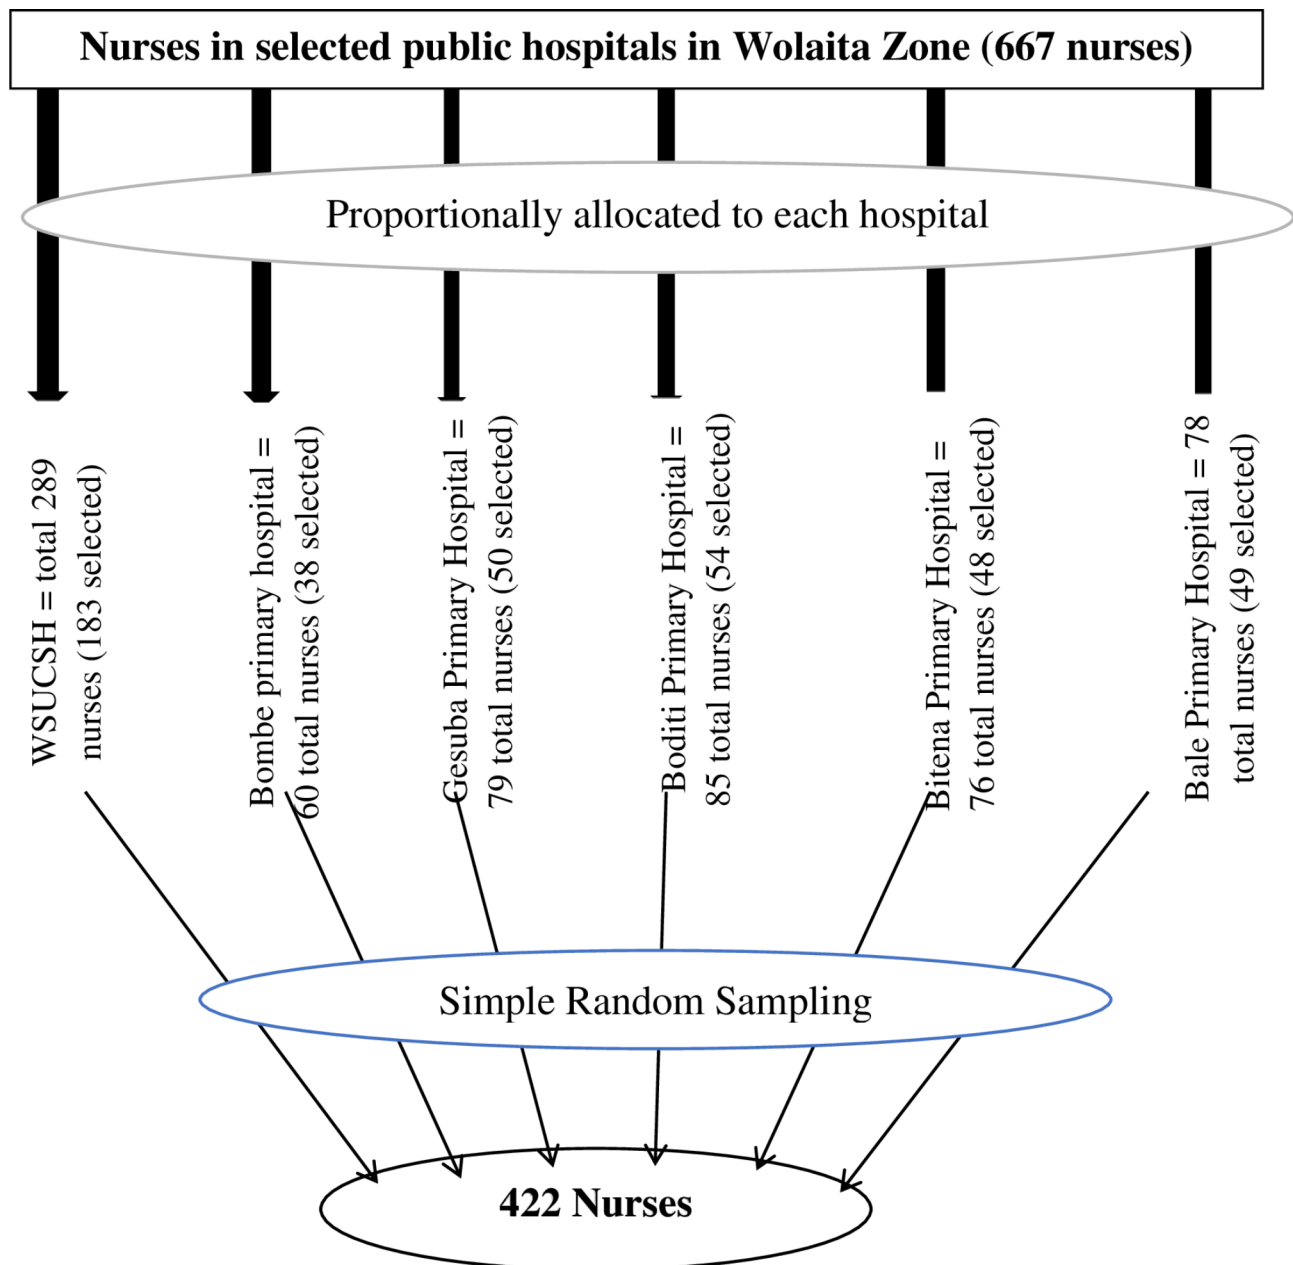 Nurses in selected public hospitals in Wolaita Zone (667 nurses)
Proportionally allocated to each hospital
WSUCSH = total 289
nurses (183 selected)
Bombe primary hospital =
60 total nurses (38 selected)
Gesuba Primary Hospital =
79 total nurses (50 selected)
Boditi Primary Hospital =
85 total nurses (54 selected)
Bitena Primary Hospital =
76 total nurses (48 selected)
Bale Primary Hospital = 78
total nurses (49 selected)
Simple Random Sampling
422 Nurses